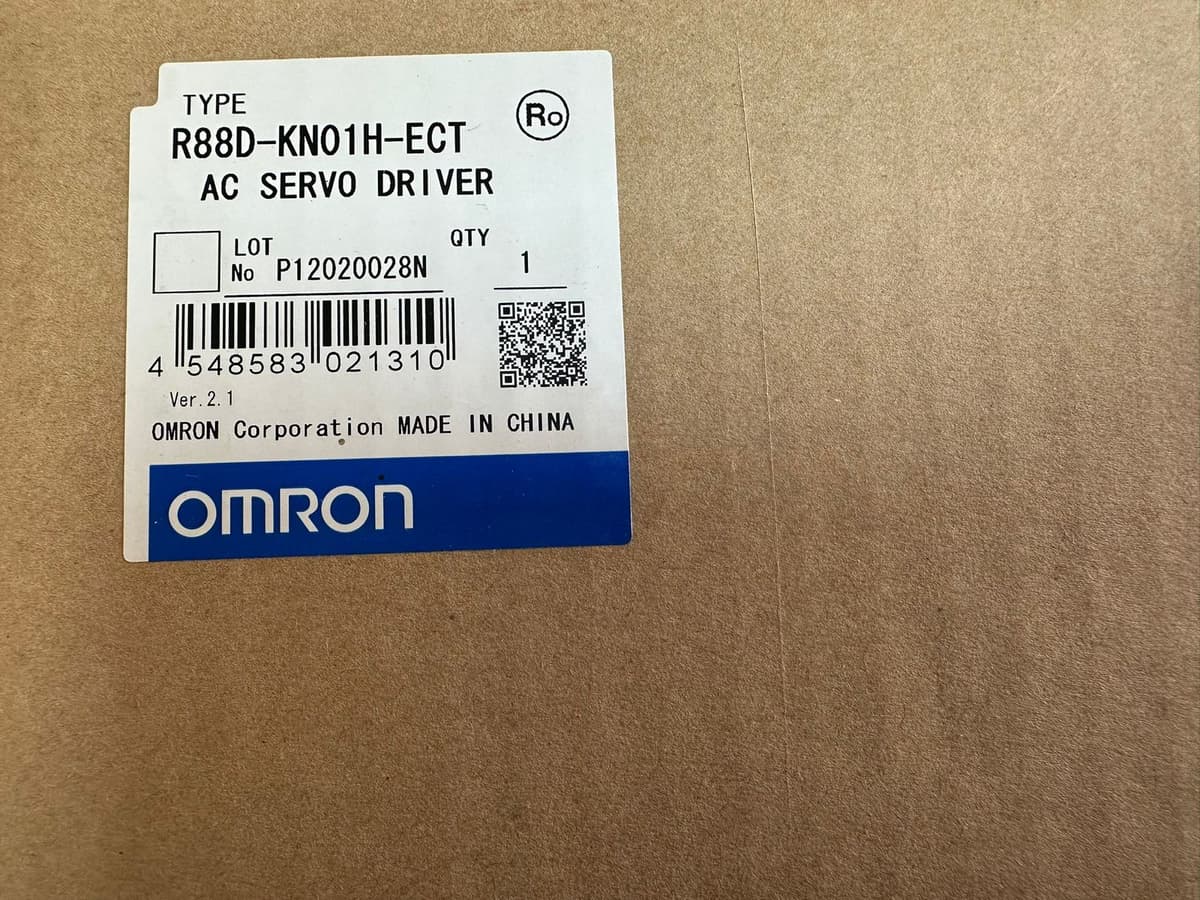 TYPE
Ro
R88D-KN01H-ECT
AC SERVO DRIVER
LOT
No P12020028N
QTY
1
4 548583 021310
Ver.2.1
OMRON Corporation MADE IN CHINA
OMRON